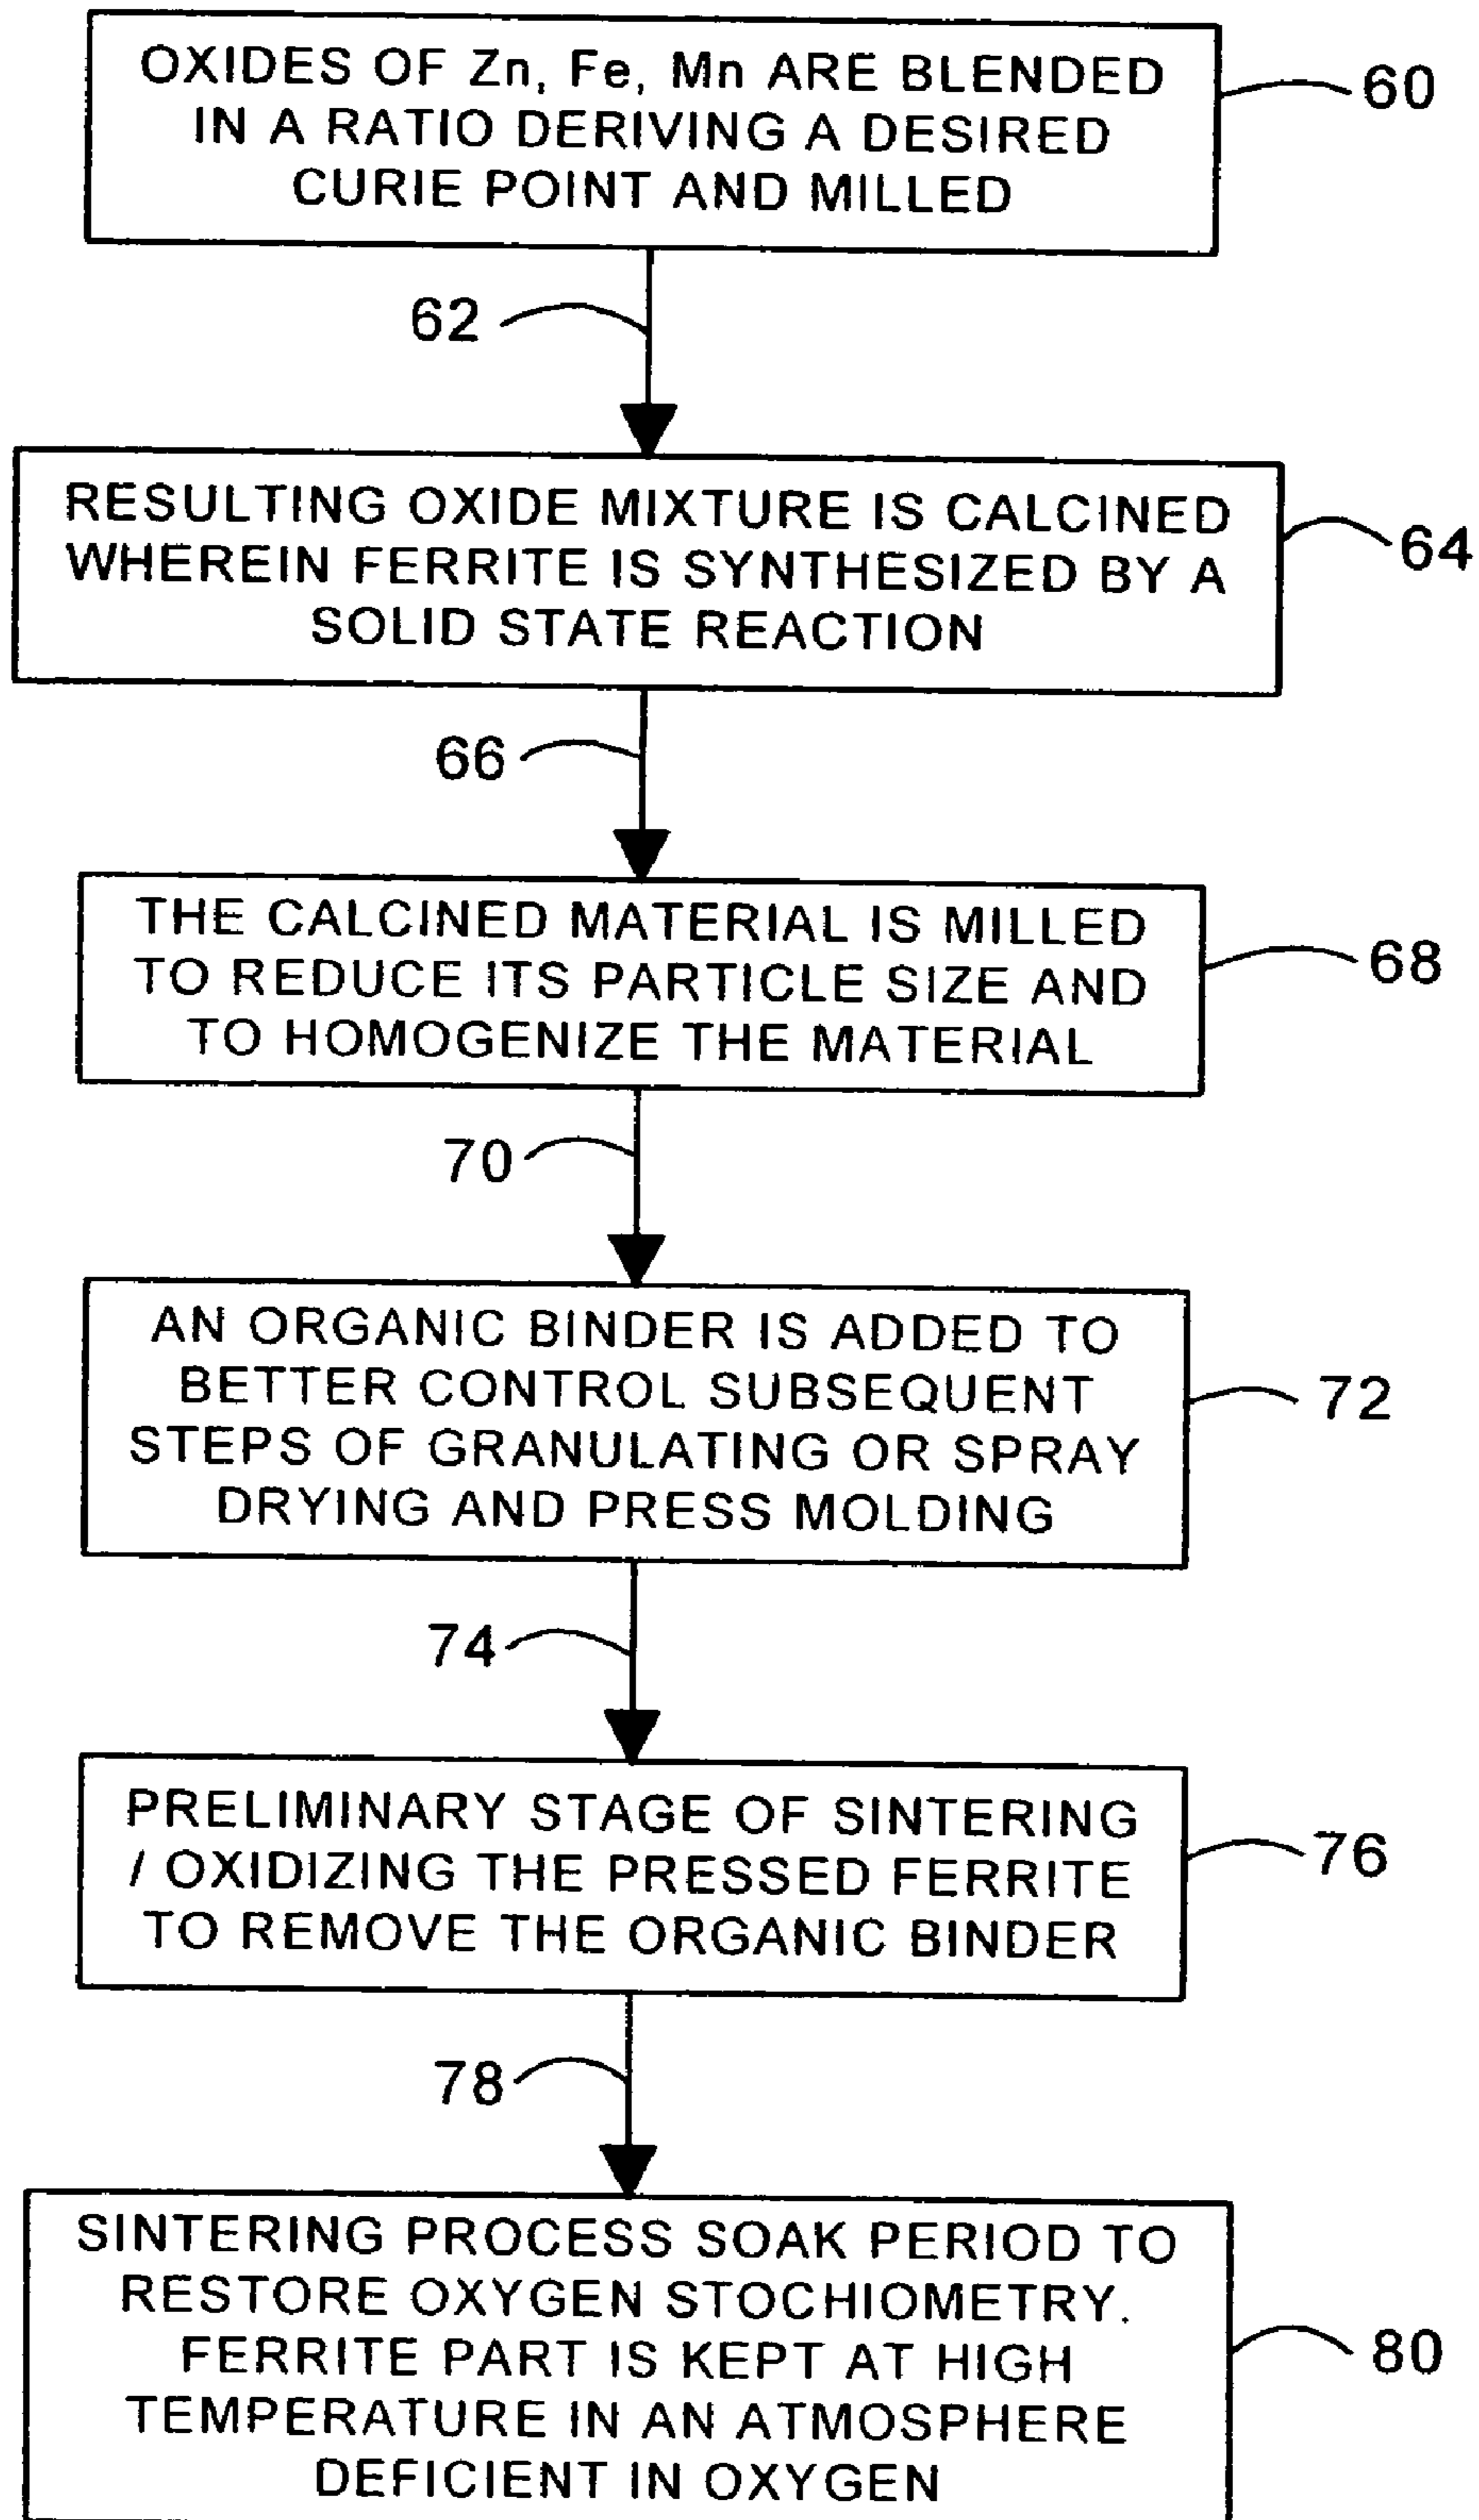 OXIDES OF Zn, Fe, Mn ARE BLENDED
IN A RATIO DERIVING A DESIRED
CURIE POINT AND MILLED
60
62
RESULTING OXIDE MIXTURE IS CALCINED
WHEREIN FERRITE IS SYNTHESIZED BY A
SOLID STATE REACTION
64
66
THE CALCINED MATERIAL IS MILLED
TO REDUCE ITS PARTICLE SIZE AND
TO HOMOGENIZE THE MATERIAL
68
70
AN ORGANIC BINDER IS ADDED TO
BETTER CONTROL SUBSEQUENT
STEPS OF GRANULATING OR SPRAY
DRYING AND PRESS MOLDING
72
74
PRELIMINARY STAGE OF SINTERING
/ OXIDIZING THE PRESSED FERRITE
TO REMOVE THE ORGANIC BINDER
76
78
SINTERING PROCESS SOAK PERIOD TO
RESTORE OXYGEN STOCHIOMETRY.
FERRITE PART IS KEPT AT HIGH
TEMPERATURE IN AN ATMOSPHERE
DEFICIENT IN OXYGEN
80